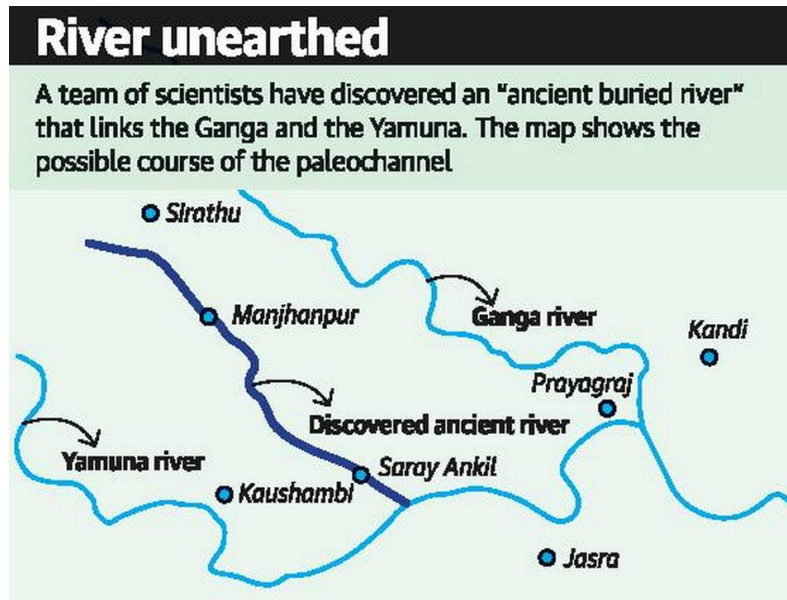 River unearthed
A team of scientists have discovered an "ancient buried river"
that links the Ganga and the Yamuna. The map shows the
possible course of the paleochannel
Sirathu
Manjhanpur
Ganga river
Kandi
Prayagraj
Discovered ancient river
Yamuna river
Saray Ankil
Kaushambi
Jasra